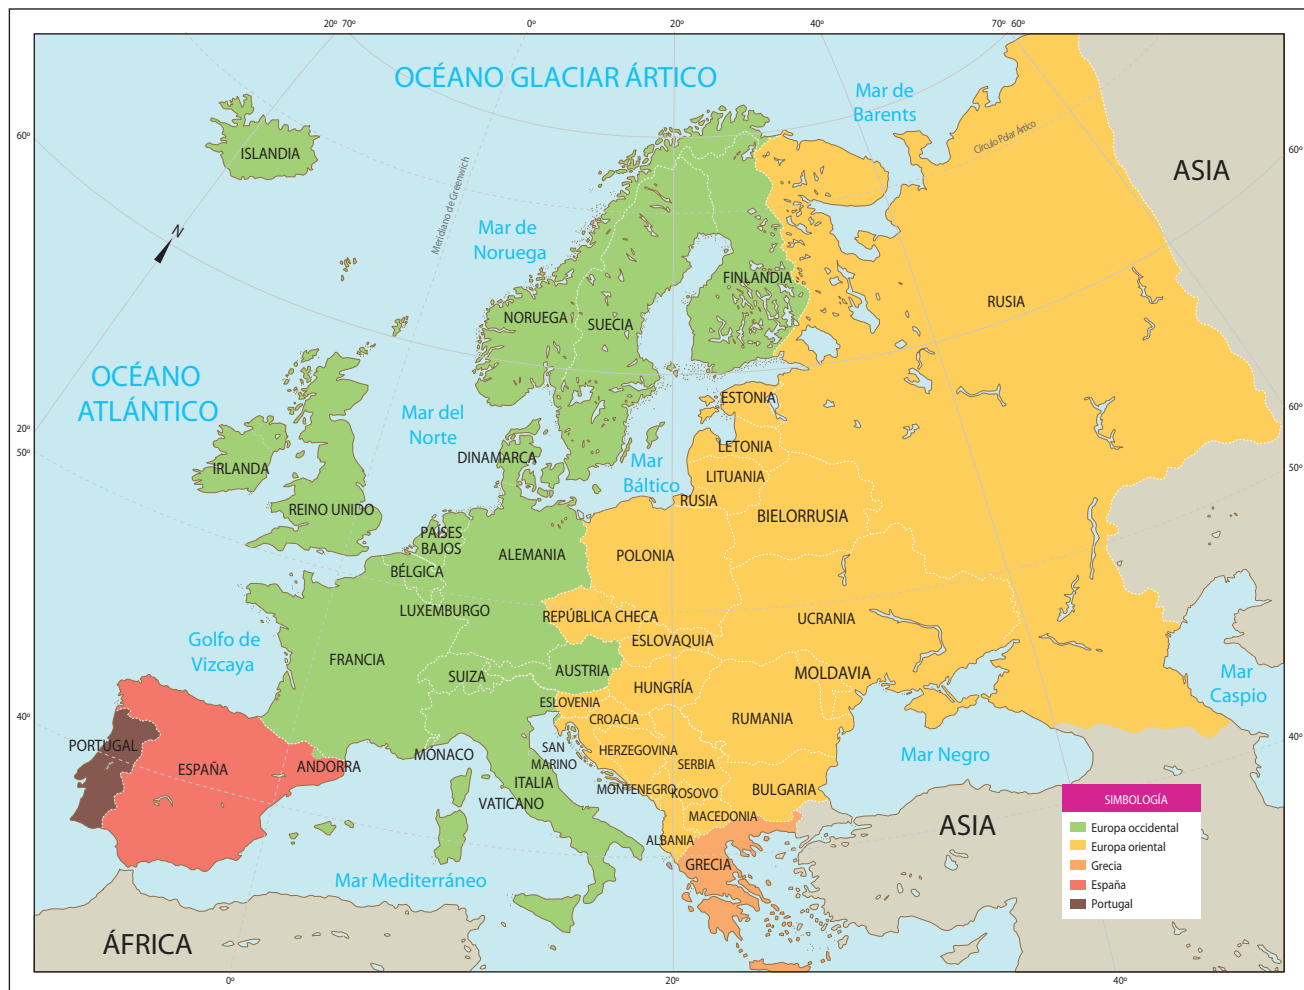 20º 70º
0º
20º
40º
70º 60º
OCÉANO GLACIAR ÁRTICO
Mar de
Barents
Círculo Polar Ártico
60º
60º
ISLANDIA
ASIA
Meridiano de Greenwich
N
Mar de
Noruega
FINLANDIA
RUSIA
NORUEGA
SUECIA
OCÉANO
ATLÁNTICO
ESTONIA
60º
Mar del
Norte
20º
50º
LETONIA
DINAMARCA
Mar
Báltico
IRLANDA
LITUANIA
50º
RUSIA
REINO UNIDO
BIELORRUSIA
PAÍSES
BAJOS
ALEMANIA
POLONIA
BÉLGICA
LUXEMBURGO
REPÚBLICA CHECA
UCRANIA
ESLOVAQUIA
Golfo de
Vizcaya
FRANCIA
SUIZA
AUSTRIA
MOLDAVIA
Mar
Caspio
HUNGRÍA
ESLOVENIA
CROACIA
RUMANIA
40º
40º
PORTUGAL
ESPAÑA
ANDORRA
MÓNACO
SAN
MARINO
HERZEGOVINA
SERBIA
Mar Negro
ITALIA
VATICANO
MONTENEGRO
KOSOVO
BULGARIA
MACEDONIA
ALBANIA
GRECIA
ASIA
Mar Mediterráneo
ÁFRICA
SIMBOLOGÍA
Europa occidental
Europa oriental
Grecia
España
Portugal
0º
20º
40º